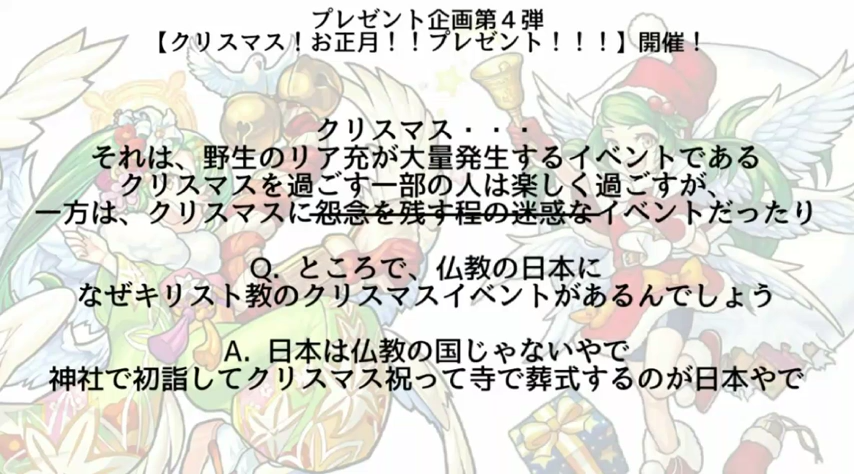 プレゼント企画第４弾
【クリスマス！お正月！！プレゼント！！！】開催！
クリスマス・・・
それは、野生のリア充が大量発生するイベントである
クリスマスを過ごす一部の人は楽しく過ごすが、
一方は、クリスマスに怨念を残す程の迷惑なイベントだったり
Q. ところで、仏教の日本に
なぜキリスト教のクリスマスイベントがあるんでしょう
A. 日本は仏教の国じゃないやで
神社で初詣してクリスマス祝って寺で葬式するのが日本やで